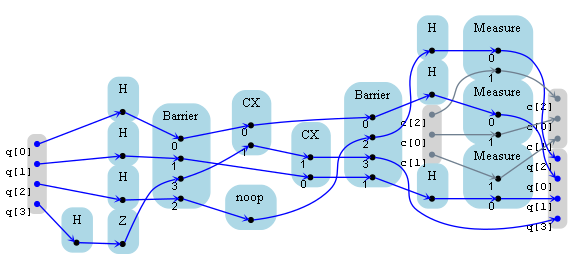 q[0]
q[1]
q[2]
q[3]
H
H
H
H
Z
Barrier
0
1
3
2
CX
0
1
noop
CX
1
0
Barrier
0
2
3
1
H
H
c[2]
c[0]
c[1]
H
Measure
0
1
Measure
0
1
Measure
1
0
c[2]
c[0]
c[1]
q[2]
q[0]
q[1]
q[3]